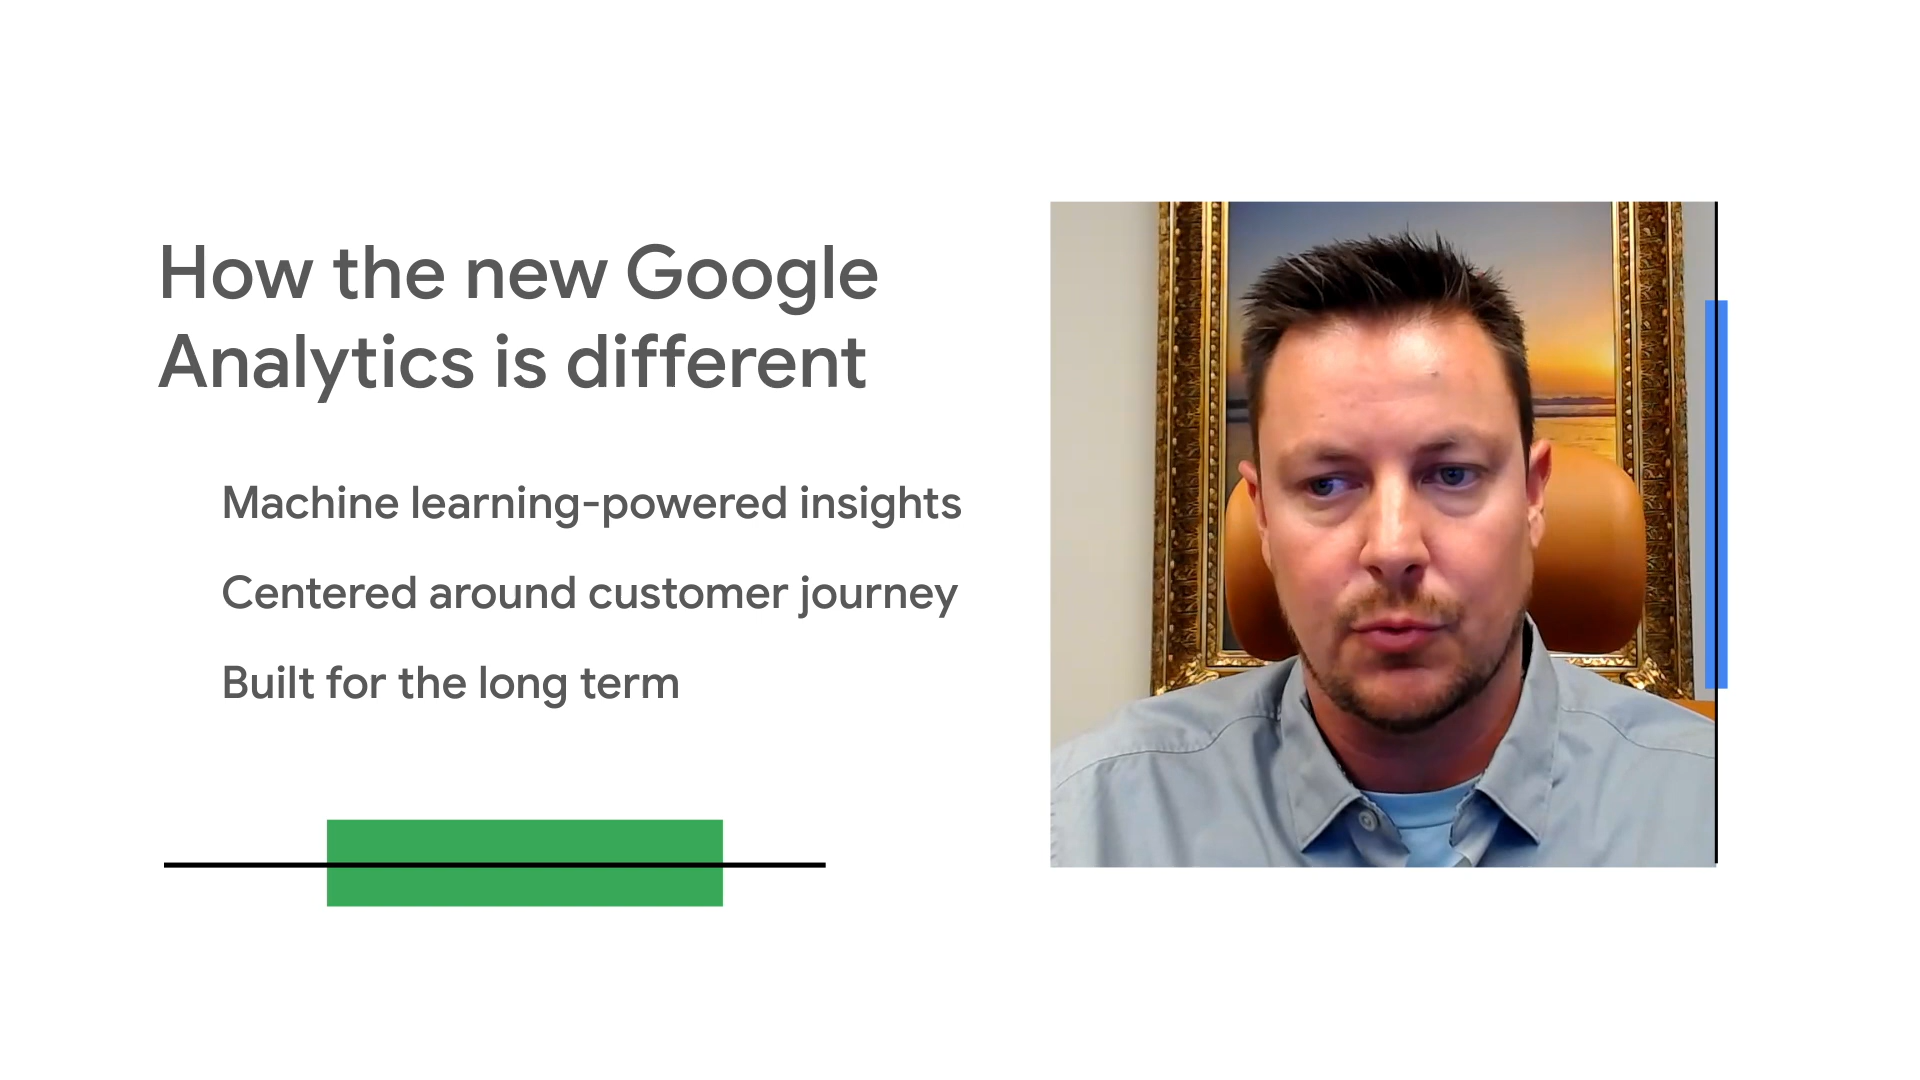 How the new Google
Analytics is different
Machine learning-powered insights
Centered around customer journey
Built for the long term